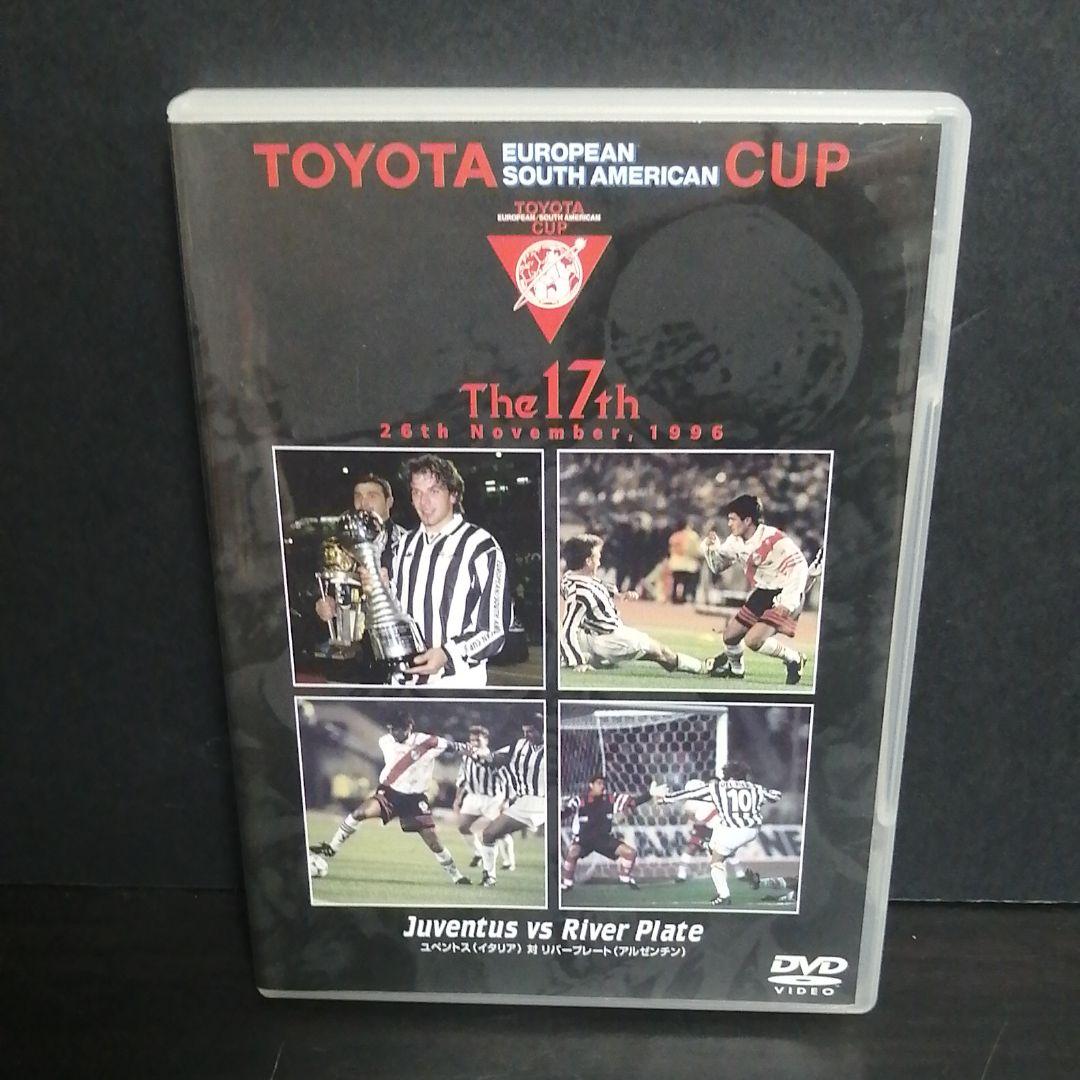 TOYOTA EUROPEAN SOUTH AMERICAN CUP
TOYOTA
EUROPEAN/SOUTH AMERICAN
CUP
The 17th
26th November, 1996
10
Juventus vs River Plate
ユベントス(イタリア) 対 リバープレート(アルゼンチン)
DVD
VIDEO